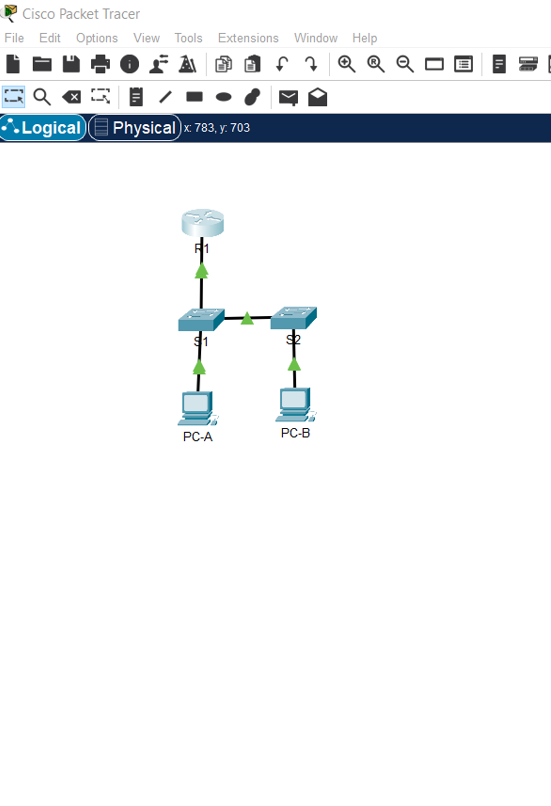 Cisco Packet Tracer
File Edit Options View Tools Extensions Window Help
Logical Physical x: 783, y: 703
R1
S1 S2
PC-A PC-B